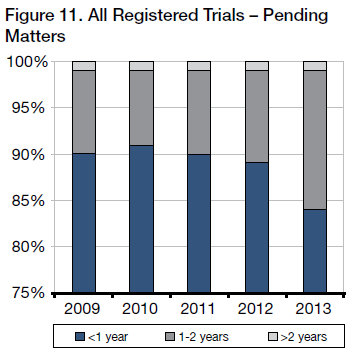 Figure 11. All Registered Trials – Pending
Matters
100%
95%
90%
85%
80%
75%
2009 2010 2011 2012 2013
<1 year 1-2 years >2 years